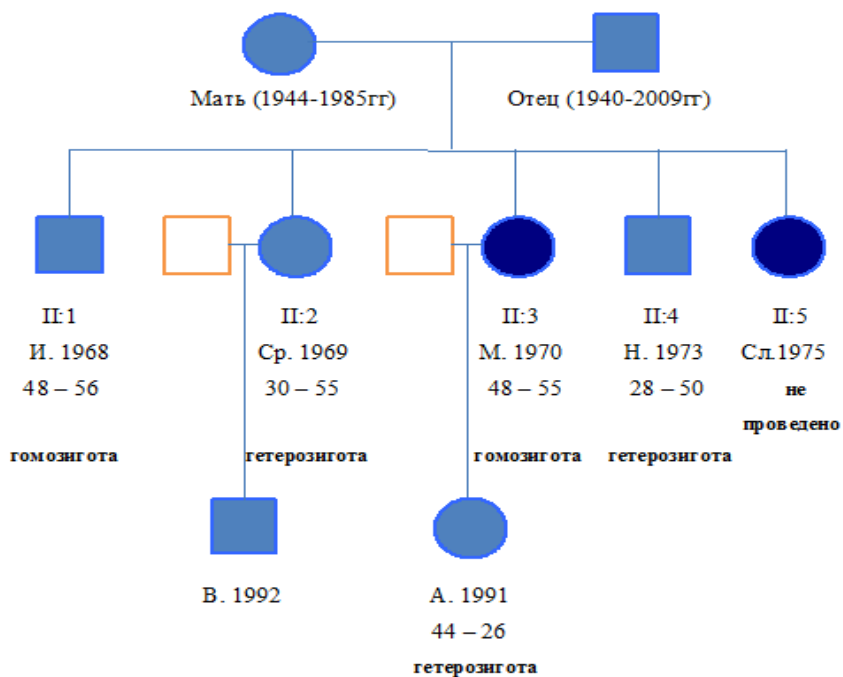 Мать (1944-1985гг)
Отец (1940-2009гг)
II:1
II:2
II:3
II:4
II:5
И. 1968
Ср. 1969
М. 1970
Н. 1973
Сл.1975
48 – 56
30 – 55
48 – 55
28 – 50
не
проведено
гомозигота
гетерозигота
гомозигота
гетерозигота
В. 1992
А. 1991
44 – 26
гетерозигота